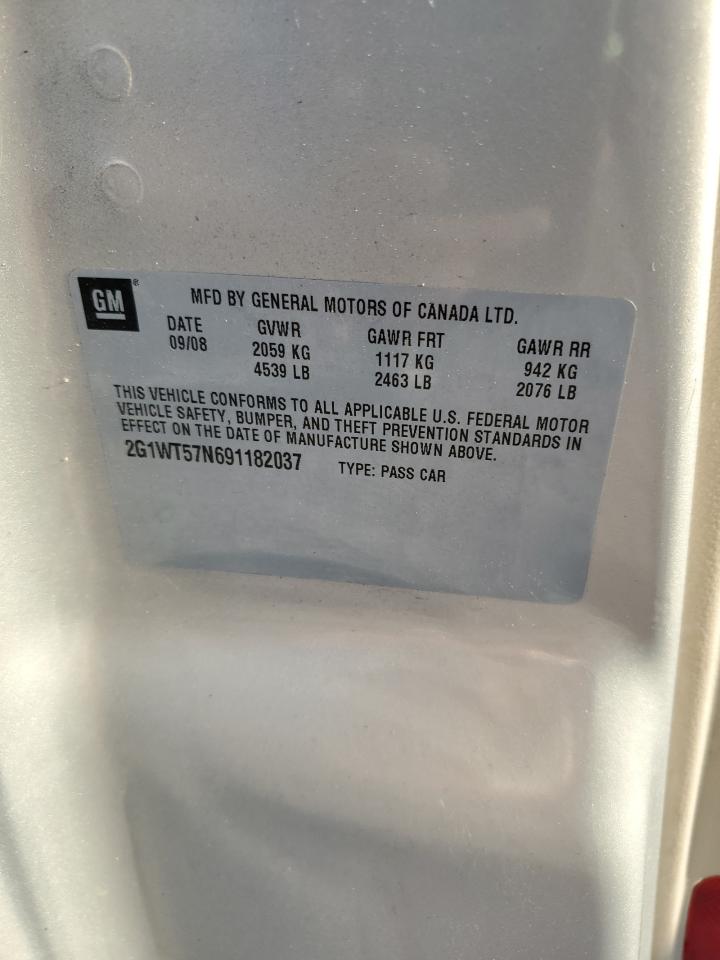 GM ®
MFD BY GENERAL MOTORS OF CANADA LTD.
DATE GVWR GAWR FRT GAWR RR
09/08 2059 KG 1117 KG 942 KG
4539 LB 2463 LB 2076 LB
THIS VEHICLE CONFORMS TO ALL APPLICABLE U.S. FEDERAL MOTOR
VEHICLE SAFETY, BUMPER, AND THEFT PREVENTION STANDARDS IN
EFFECT ON THE DATE OF MANUFACTURE SHOWN ABOVE.
2G1WT57N691182037 TYPE: PASS CAR